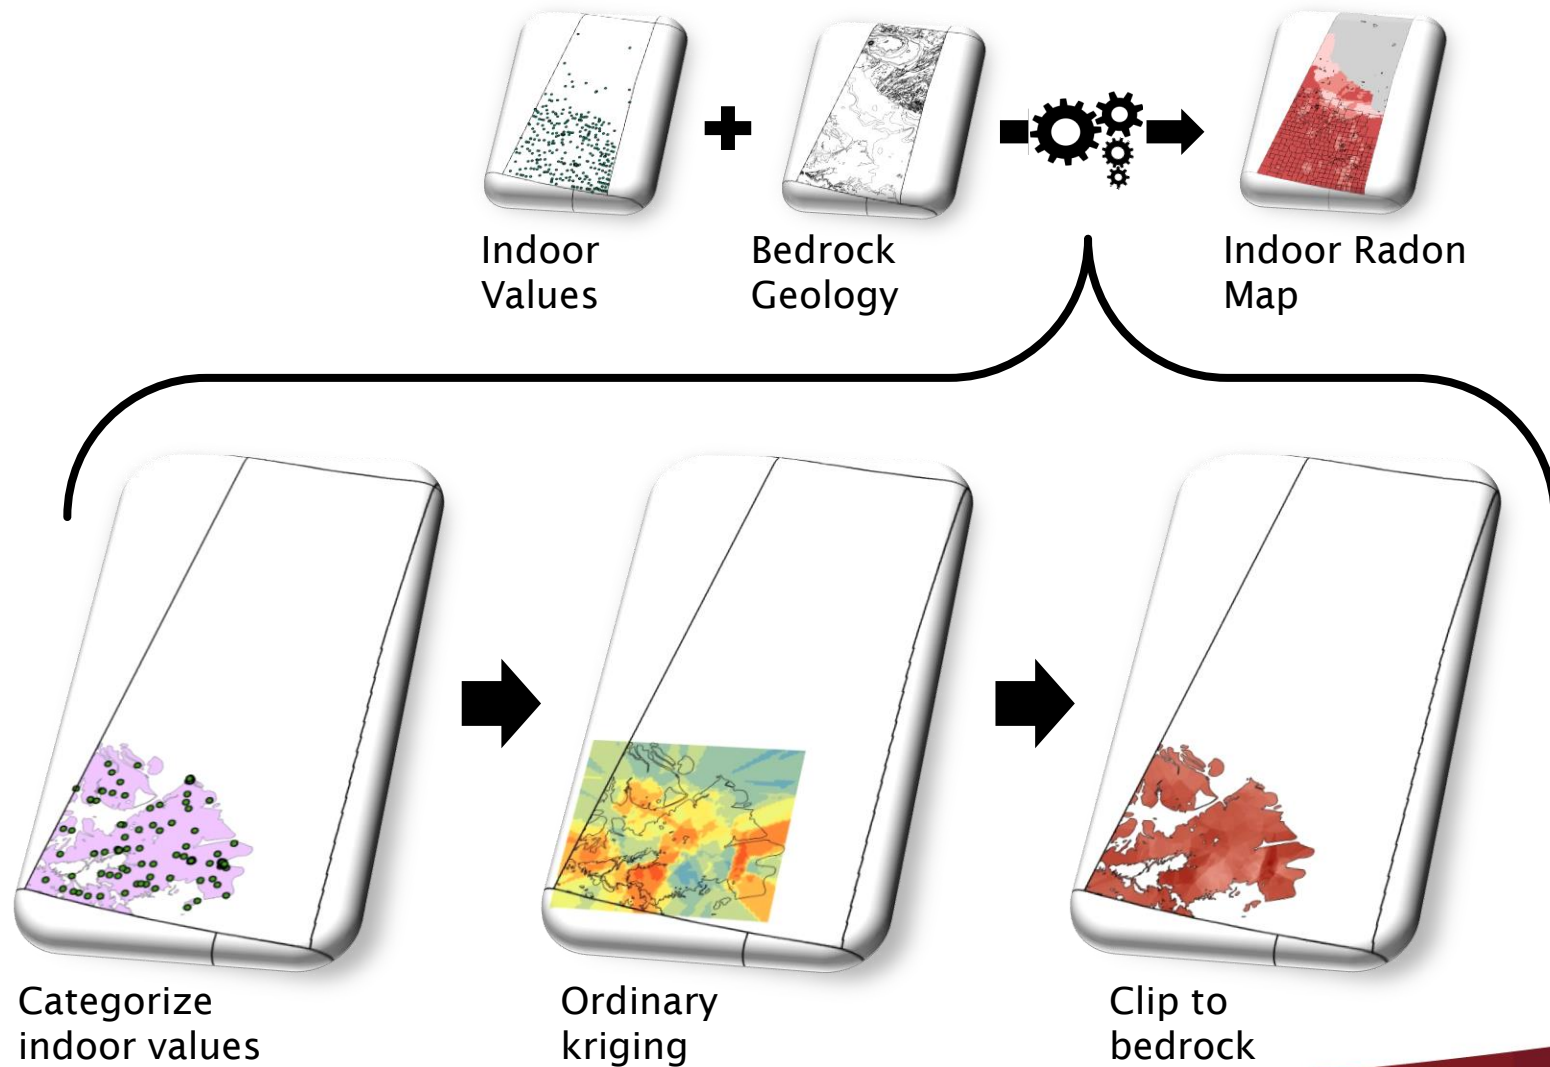 Indoor
Values
Bedrock
Geology
Indoor Radon
Map
Categorize
indoor values
Ordinary
kriging
Clip to
bedrock